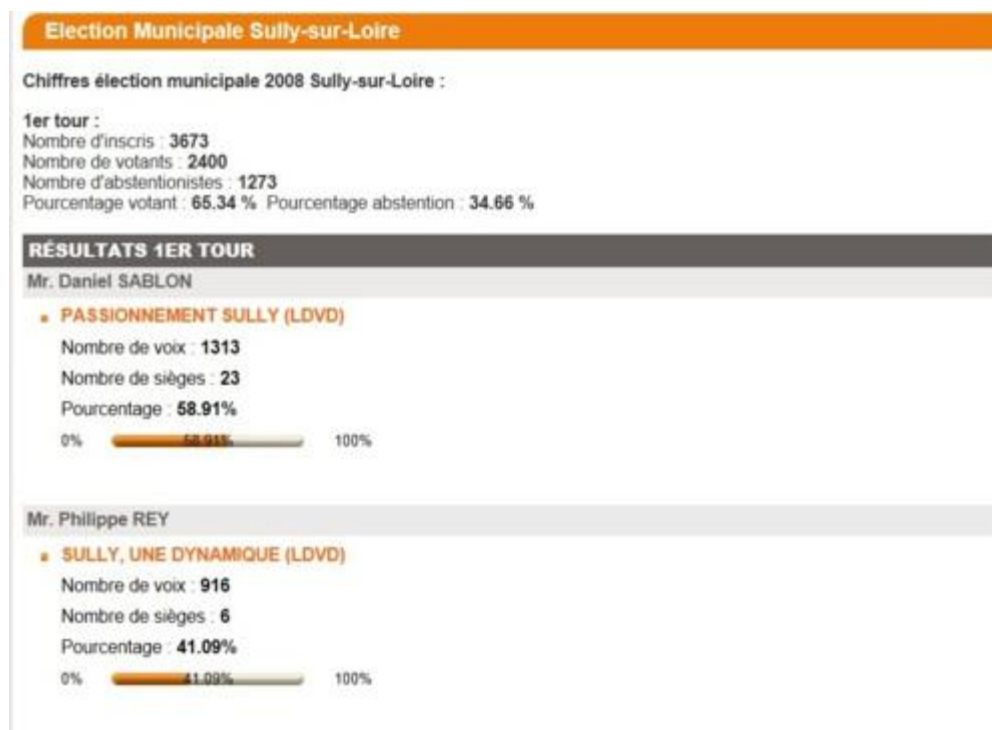 Election Municipale Sully-sur-Loire
Chiffres élection municipale 2008 Sully-sur-Loire :
1er tour :
Nombre d'inscris : 3673
Nombre de votants : 2400
Nombre d'abstentionistes : 1273
Pourcentage votant : 65.34 % Pourcentage abstention : 34.66 %
RÉSULTATS 1ER TOUR
Mr. Daniel SABLON
PASSIONNEMENT SULLY (LDVD)
Nombre de voix : 1313
Nombre de sièges : 23
Pourcentage : 58.91%
0% 58.91% 100%
Mr. Philippe REY
SULLY, UNE DYNAMIQUE (LDVD)
Nombre de voix : 916
Nombre de sièges : 6
Pourcentage : 41.09%
0% 41.09% 100%